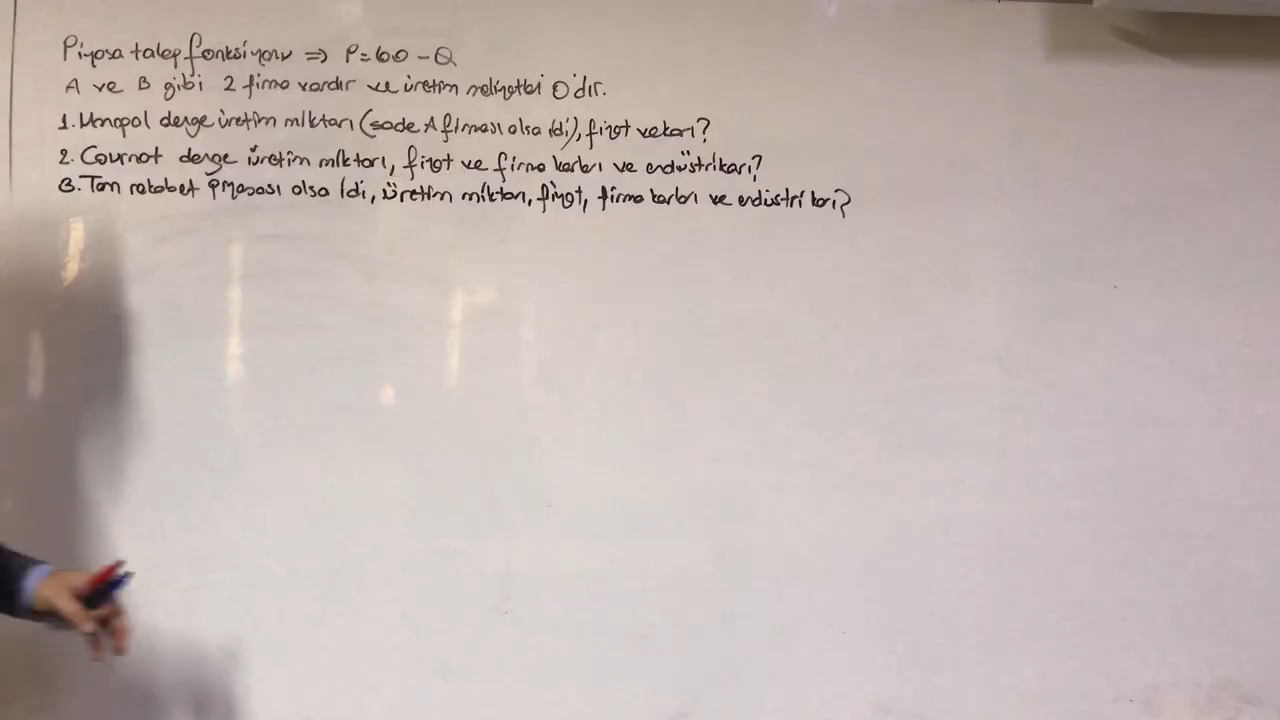 Piyasa talep fonksiyonu => P=60-Q
A ve B gibi 2 firma vardır ve üretim maliyetleri 0'dır.
1. Monopol denge üretim miktarı (sade A firması olsa idi), fiyat ve karı?
2. Cournot denge üretim miktarı, fiyat ve firma karları ve endüstri karı?
3. Tam rekabet piyasası olsa idi, üretim miktarı, fiyat, firma karları ve endüstri karı?